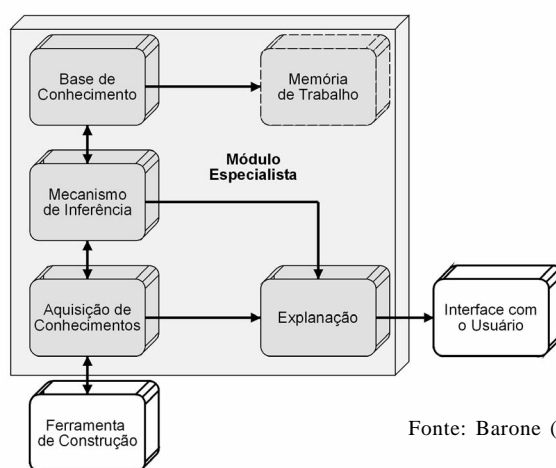 Base de
Conhecimento
Memória
de Trabalho
Módulo
Especialista
Mecanismo
de Inferência
Aquisição de
Conhecimentos
Explanação
Interface com
o Usuário
Ferramenta
de Construção
Fonte: Barone (